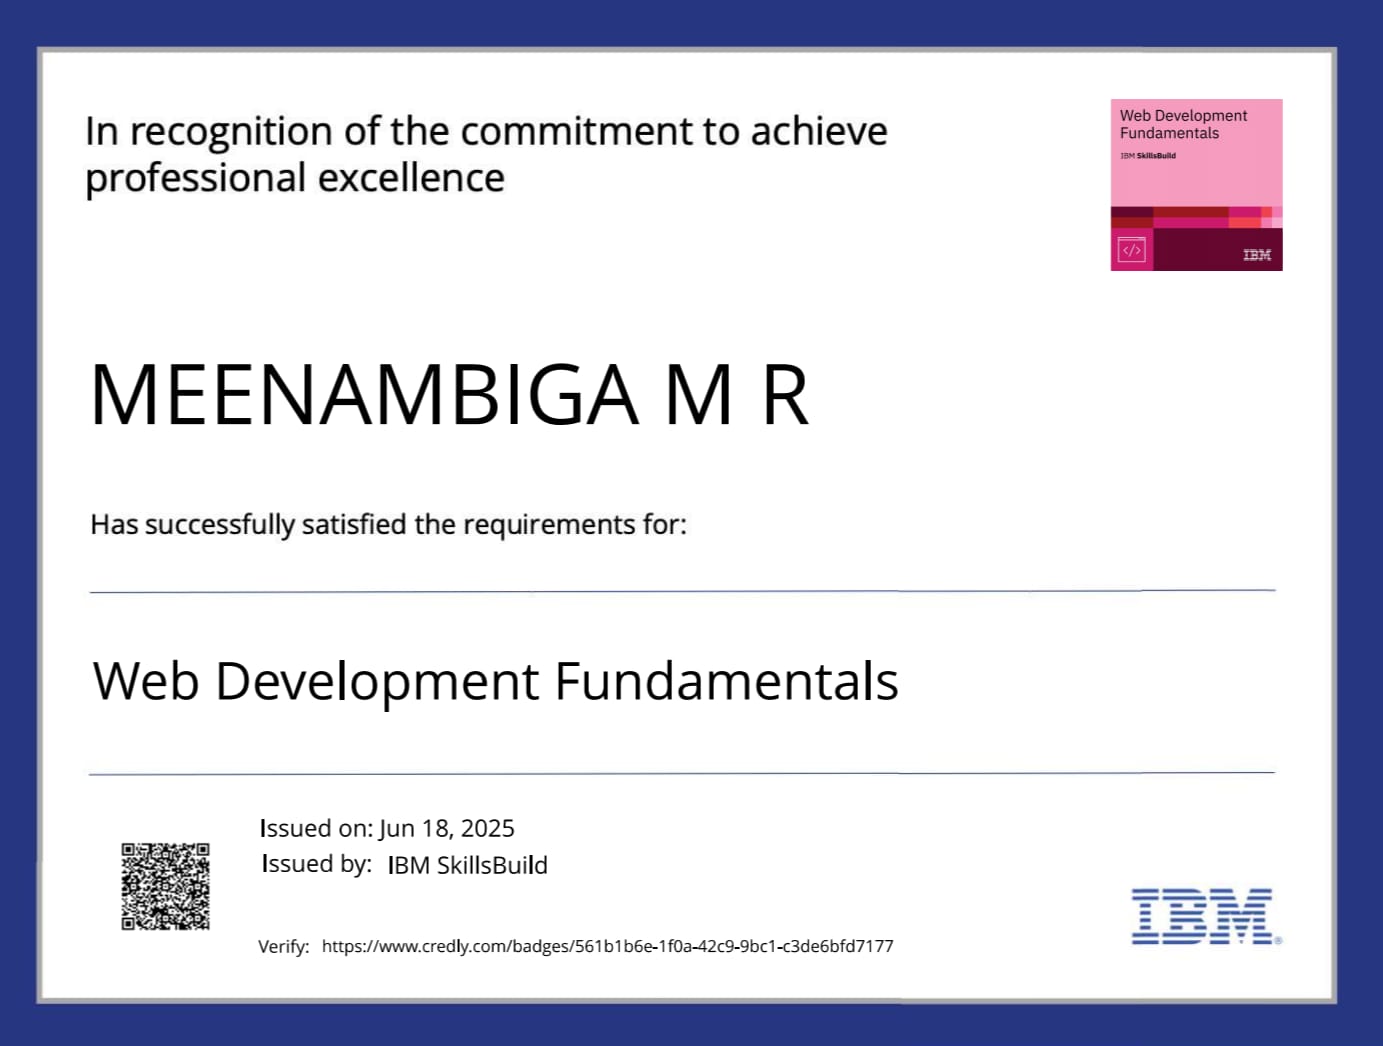 In recognition of the commitment to achieve
professional excellence
Web Development
Fundamentals
IBM SkillsBuild
</>
IBM
MEENAMBIGA M R
Has successfully satisfied the requirements for:
Web Development Fundamentals
Issued on: Jun 18, 2025
Issued by: IBM SkillsBuild
Verify: https://www.credly.com/badges/561b1b6e-1f0a-42c9-9bc1-c3de6bfd7177
IBM®